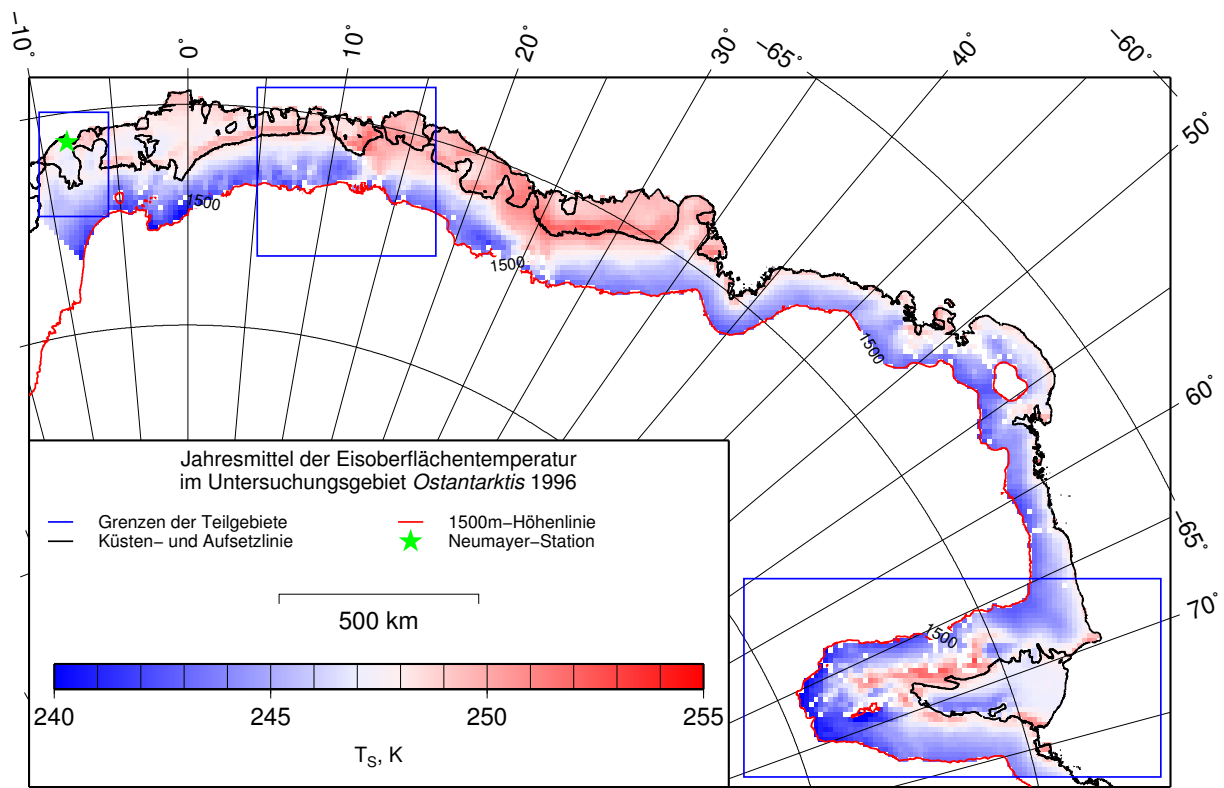 −10°
0°
10°
20°
30°
−65°
40°
−60°
50°
60°
−65°
70°
1500
1500
1500
1500
Jahresmittel der Eisoberflächentemperatur
im Untersuchungsgebiet Ostantarktis 1996
Grenzen der Teilgebiete
1500m−Höhenlinie
Küsten− und Aufsetzlinie
Neumayer−Station
500 km
240 245 250 255
T_S, K